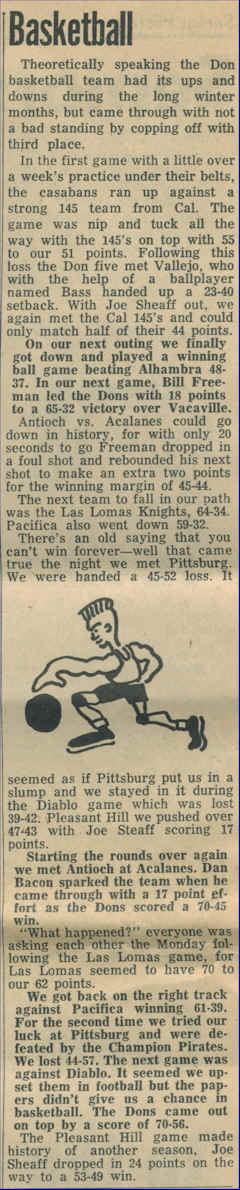 Basketball
Theoretically speaking the Don
basketball team had its ups and
downs during the long winter
months, but came through with not
a bad standing by copping off with
third place.
In the first game with a little over
a week's practice under their belts,
the casabans ran up against a
strong 145 team from Cal. The
game was nip and tuck all the
way with the 145's on top with 55
to our 51 points. Following this
loss the Don five met Vallejo, who
with the help of a ballplayer
named Bass handed up a 23-40
setback. With Joe Sheaff out, we
again met the Cal 145's and could
only match half of their 44 points.
On our next outing we finally
got down and played a winning
ball game beating Alhambra 48-
37. In our next game, Bill Free-
man led the Dons with 18 points
to a 65-32 victory over Vacaville.
Antioch vs. Acalanes could go
down in history, for with only 20
seconds to go Freeman dropped in
a foul shot and rebounded his next
shot to make an extra two points
for the winning margin of 45-44.
The next team to fall in our path
was the Las Lomas Knights, 64-34.
Pacifica also went down 59-32.
There's an old saying that you
can't win forever—well that came
true the night we met Pittsburg.
We were handed a 45-52 loss. It
seemed as if Pittsburg put us in a
slump and we stayed in it during
the Diablo game which was lost
39-42. Pleasant Hill we pushed over
47-43 with Joe Steaff scoring 17
points.
Starting the rounds over again
we met Antioch at Acalanes. Dan
Bacon sparked the team when he
came through with a 17 point ef-
fort as the Dons scored a 70-45
win.
"What happened?" everyone was
asking each other the Monday fol-
lowing the Las Lomas game, for
Las Lomas seemed to have 70 to
our 62 points.
We got back on the right track
against Pacifica winning 61-39.
For the second time we tried our
luck at Pittsburg and were de-
feated by the Champion Pirates.
We lost 44-57. The next game was
against Diablo. It seemed we up-
set them in football but the pap-
ers didn't give us a chance in
basketball. The Dons came out
on top by a score of 70-56.
The Pleasant Hill game made
history of another season, Joe
Sheaff dropped in 24 points on the
way to a 53-49 win.